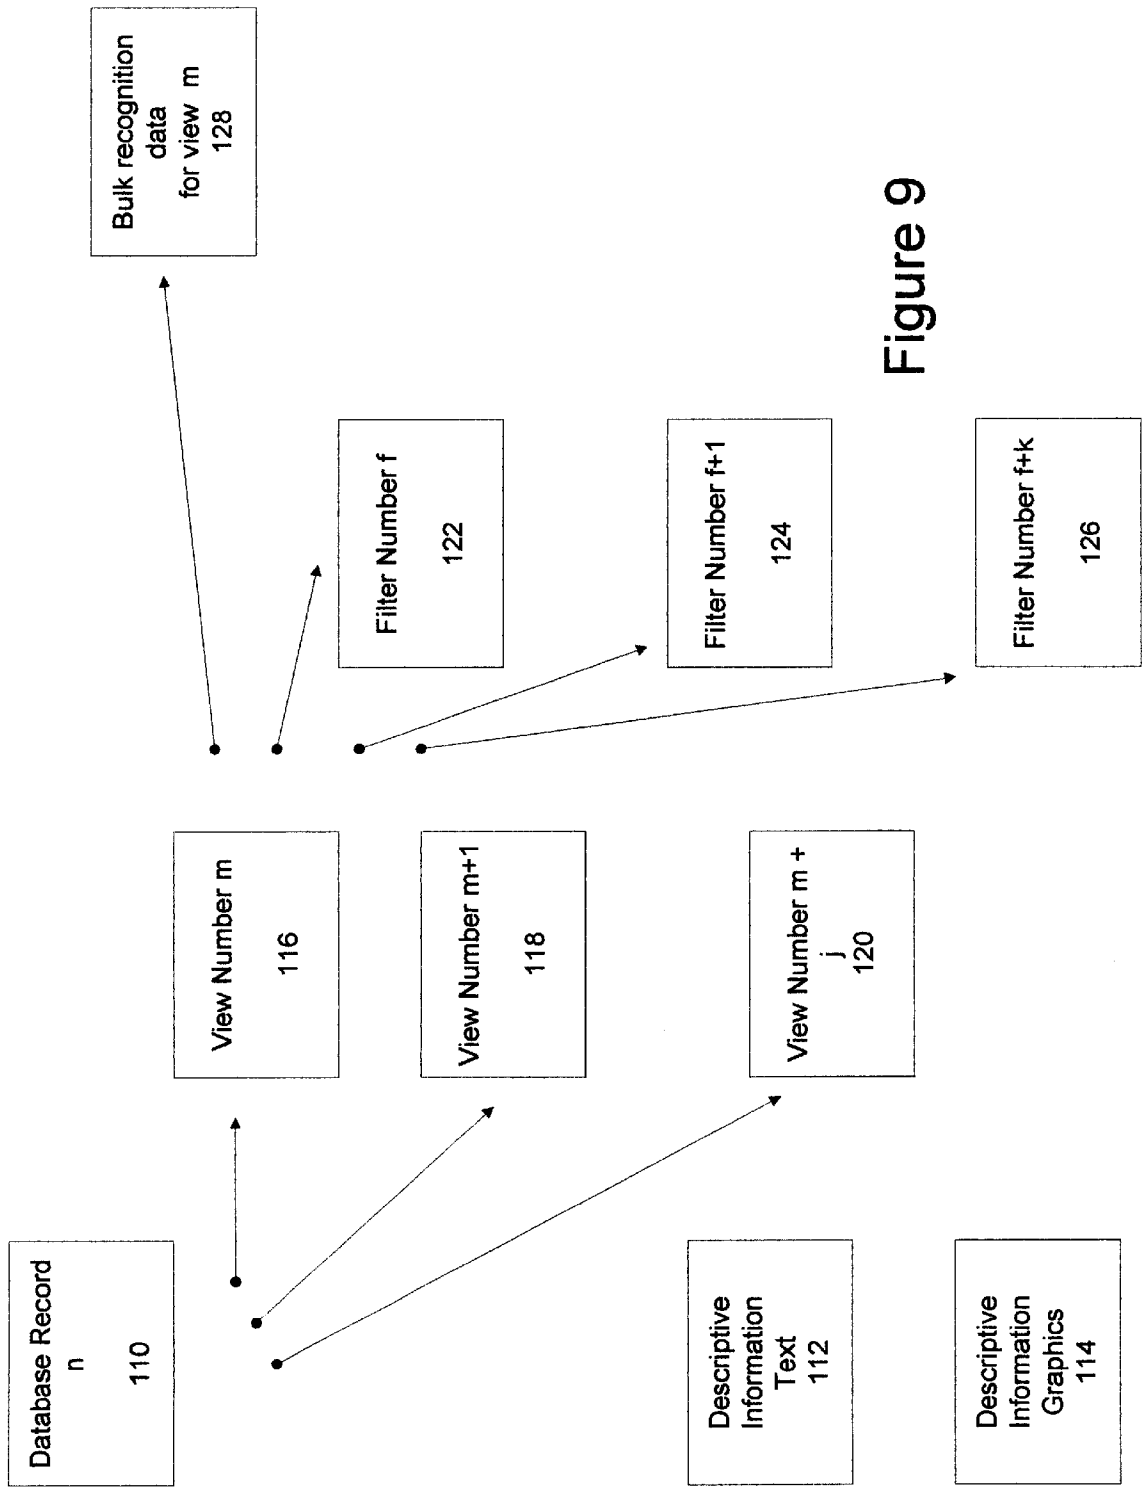 Database Record
n
110
Descriptive
Information
Text
112
Descriptive
Information
Graphics
114
View Number m
116
View Number m+1
118
View Number m +
j
120
Bulk recognition
data
for view m
128
Filter Number f
122
Filter Number f+1
124
Filter Number f+k
126
Figure 9